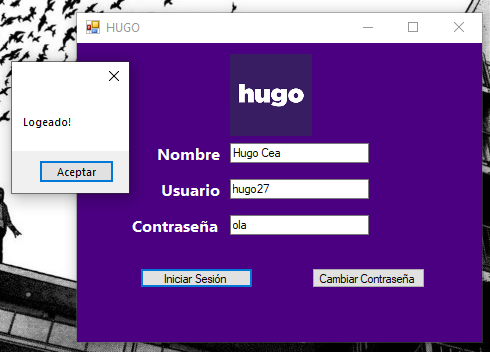 HUGO
Logeado!
Aceptar
hugo
Nombre Hugo Cea
Usuario hugo27
Contraseña ola
Iniciar Sesión Cambiar Contraseña